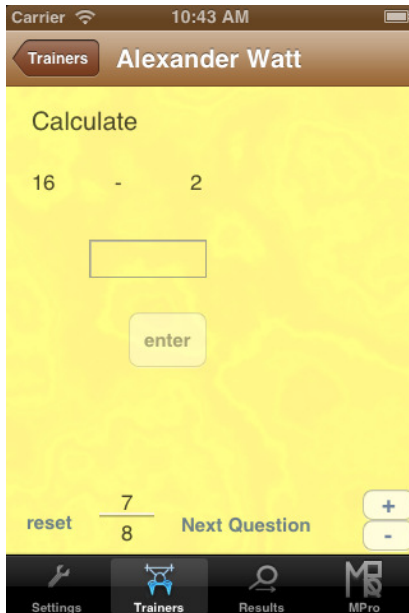 Carrier 10:43 AM
Trainers Alexander Watt
Calculate
16 - 2
enter
7
8
reset Next Question
+
-
Settings Trainers Results MPro